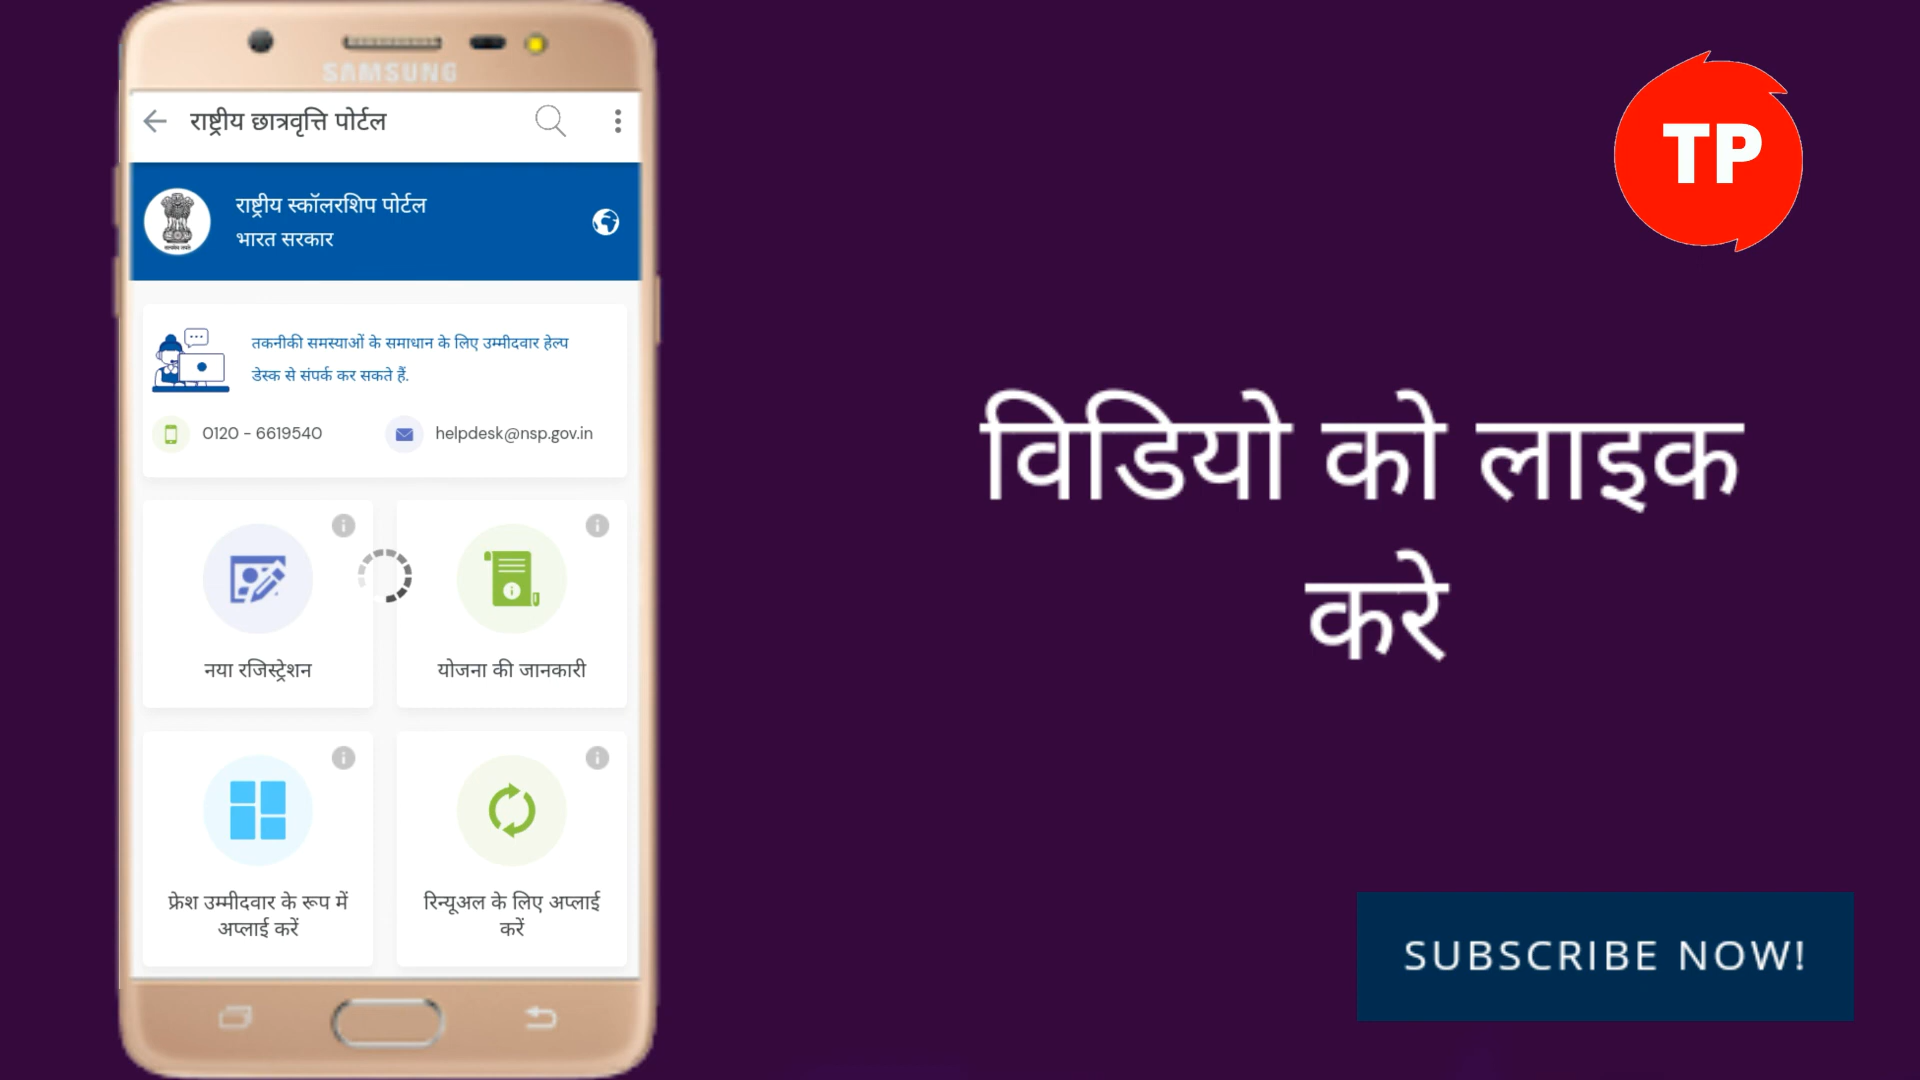 SAMSUNG
राष्ट्रीय छात्रवृत्ति पोर्टल
राष्ट्रीय स्कॉलरशिप पोर्टल
भारत सरकार
तकनीकी समस्याओं के समाधान के लिए उम्मीदवार हेल्प
डेस्क से संपर्क कर सकते हैं.
0120 - 6619540
helpdesk@nsp.gov.in
नया रजिस्ट्रेशन
योजना की जानकारी
फ्रेश उम्मीदवार के रूप में
अप्लाई करें
रिन्यूअल के लिए अप्लाई
करें
TP
विडियो को लाइक
करे
SUBSCRIBE NOW!